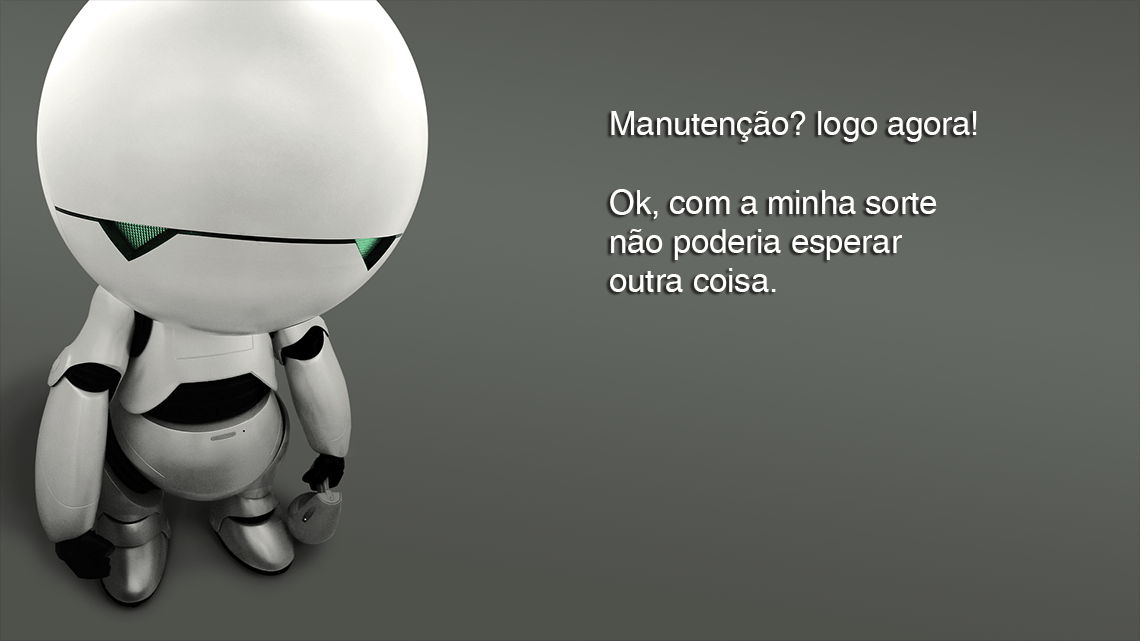 Manutenção? logo agora!
Ok, com a minha sorte
não poderia esperar
outra coisa.